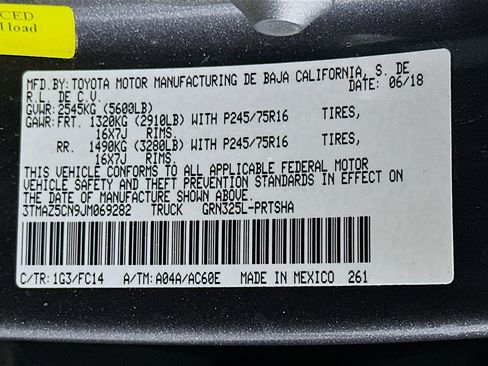 CED
load
MFD.BY:TOYOTA MOTOR MANUFACTURING DE BAJA CALIFORNIA, S. DE
R.L. DE C.V. DATE: 06/18
GVWR:2545KG (5600LB)
GAWR:FRT. 1320KG (2910LB) WITH P245/75R16 TIRES,
16X7J RIMS.
RR. 1490KG (3280LB) WITH P245/75R16 TIRES,
16X7J RIMS.
THIS VEHICLE CONFORMS TO ALL APPLICABLE FEDERAL MOTOR
VEHICLE SAFETY AND THEFT PREVENTION STANDARDS IN EFFECT ON
THE DATE OF MANUFACTURE SHOWN ABOVE.
3TMAZ5CN9JM069282 TRUCK GRN325L-PRTSHA
C/TR:1G3/FC14 A/TM:A04A/AC60E MADE IN MEXICO 261